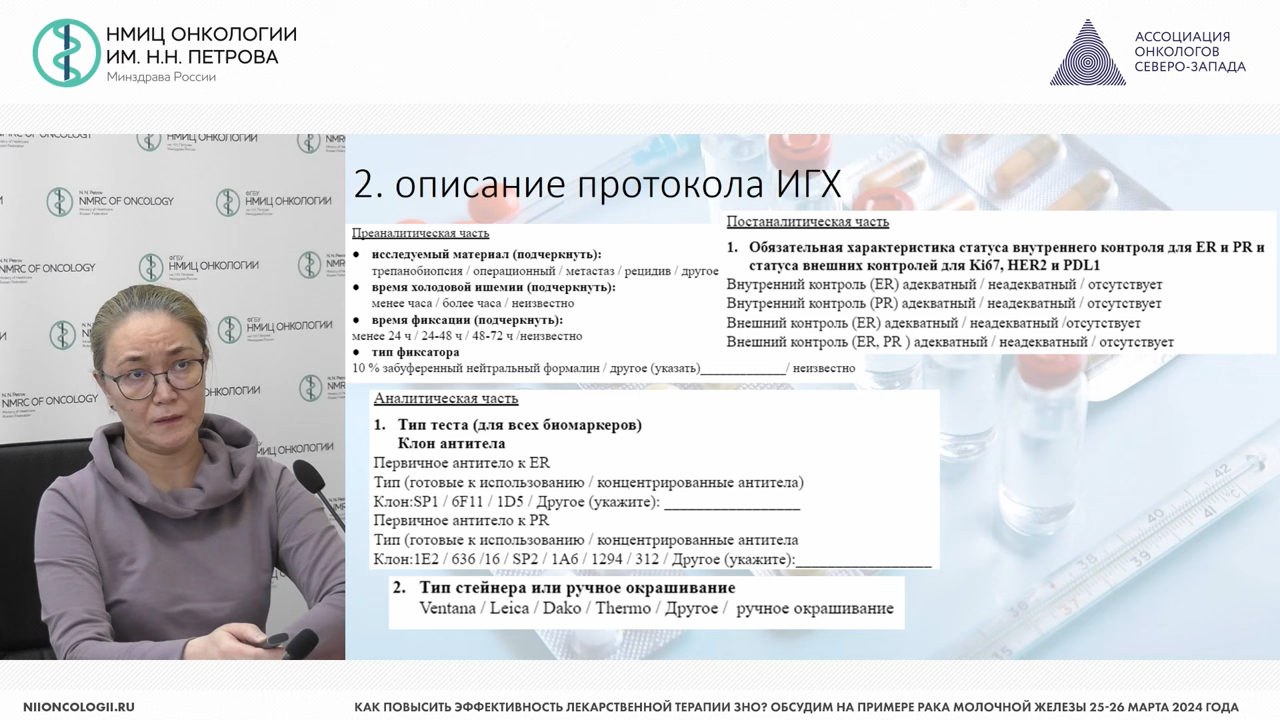 НМИЦ ОНКОЛОГИИ
ИМ. Н.Н. ПЕТРОВА
Минздрава России
АССОЦИАЦИЯ
ОНКОЛОГОВ
СЕВЕРО-ЗАПАДА
NMRC OF ONCOLOGY
НМИЦ ОНКОЛОГИИ
2. описание протокола ИГХ
Преаналитическая часть
● исследуемый материал (подчеркнуть):
трепанобиопсия / операционный / метастаз / рецидив / другое
● время холодовой ишемии (подчеркнуть):
менее часа / более часа / неизвестно
● время фиксации (подчеркнуть):
менее 24 ч / 24-48 ч / 48-72 ч /неизвестно
● тип фиксатора
10 % забуференный нейтральный формалин / другое (указать)_____________/ неизвестно
Постаналитическая часть
1. Обязательная характеристика статуса внутреннего контроля для ER и PR и
статуса внешних контролей для Ki67, HER2 и PDL1
Внутренний контроль (ER) адекватный / неадекватный / отсутствует
Внутренний контроль (PR) адекватный / неадекватный / отсутствует
Внешний контроль (ER) адекватный / неадекватный /отсутствует
Внешний контроль (ER, PR ) адекватный / неадекватный / отсутствует
Аналитическая часть
1. Тип теста (для всех биомаркеров)
Клон антитела
Первичное антитело к ER
Тип (готовые к использованию / концентрированные антитела)
Клон:SP1 / 6F11 / 1D5 / Другое (укажите): _________________
Первичное антитело к PR
Тип (готовые к использованию / концентрированные антитела
Клон:1E2 / 636 /16 / SP2 / 1A6 / 1294 / 312 / Другое (укажите):_________________
2. Тип стейнера или ручное окрашивание
Ventana / Leica / Dako / Thermo / Другое / ручное окрашивание
NIIONCOLOGII.RU
КАК ПОВЫСИТЬ ЭФФЕКТИВНОСТЬ ЛЕКАРСТВЕННОЙ ТЕРАПИИ ЗНО? ОБСУДИМ НА ПРИМЕРЕ РАКА МОЛОЧНОЙ ЖЕЛЕЗЫ 25-26 МАРТА 2024 ГОДА